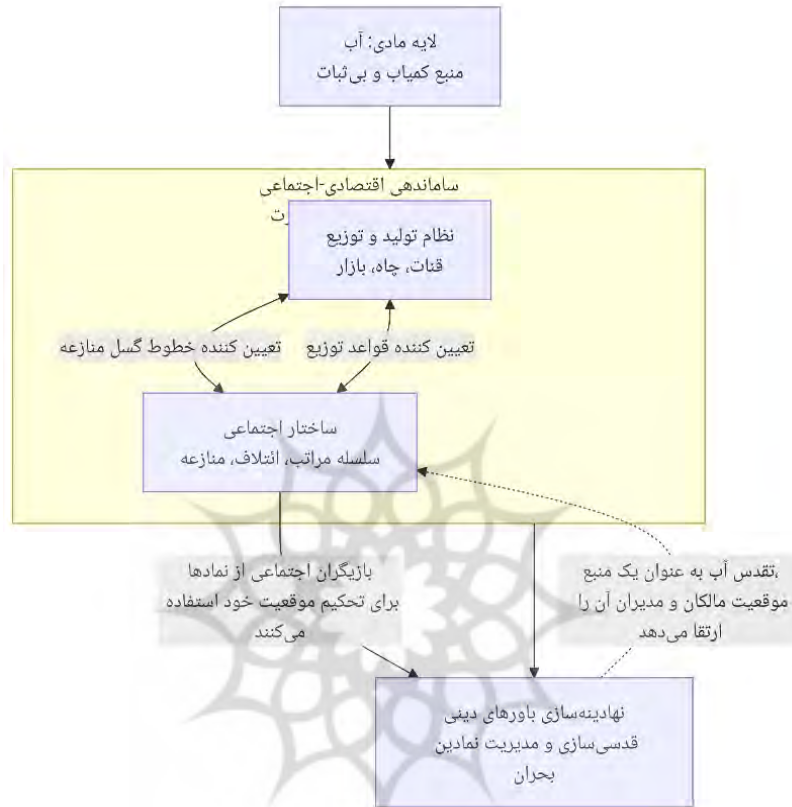 لایه مادی: آب
منبع کمیاب و بی‌ثبات
ساماندهی اقتصادی-اجتماعی
نظام تولید و توزیع
قنات، چاه، بازار
تعیین کننده خطوط گسل منازعه
تعیین کننده قواعد توزیع
ساختار اجتماعی
سلسله مراتب، ائتلاف، منازعه
بازیگران اجتماعی از نمادها
برای تحکیم موقعیت خود استفاده
می‌کنند
تقدس آب به عنوان یک منبع،
موقعیت مالکان و مدیران آن را
ارتقا می‌دهد
نهادینه‌سازی باورهای دینی
قدسی‌سازی و مدیریت نمادین
بحران